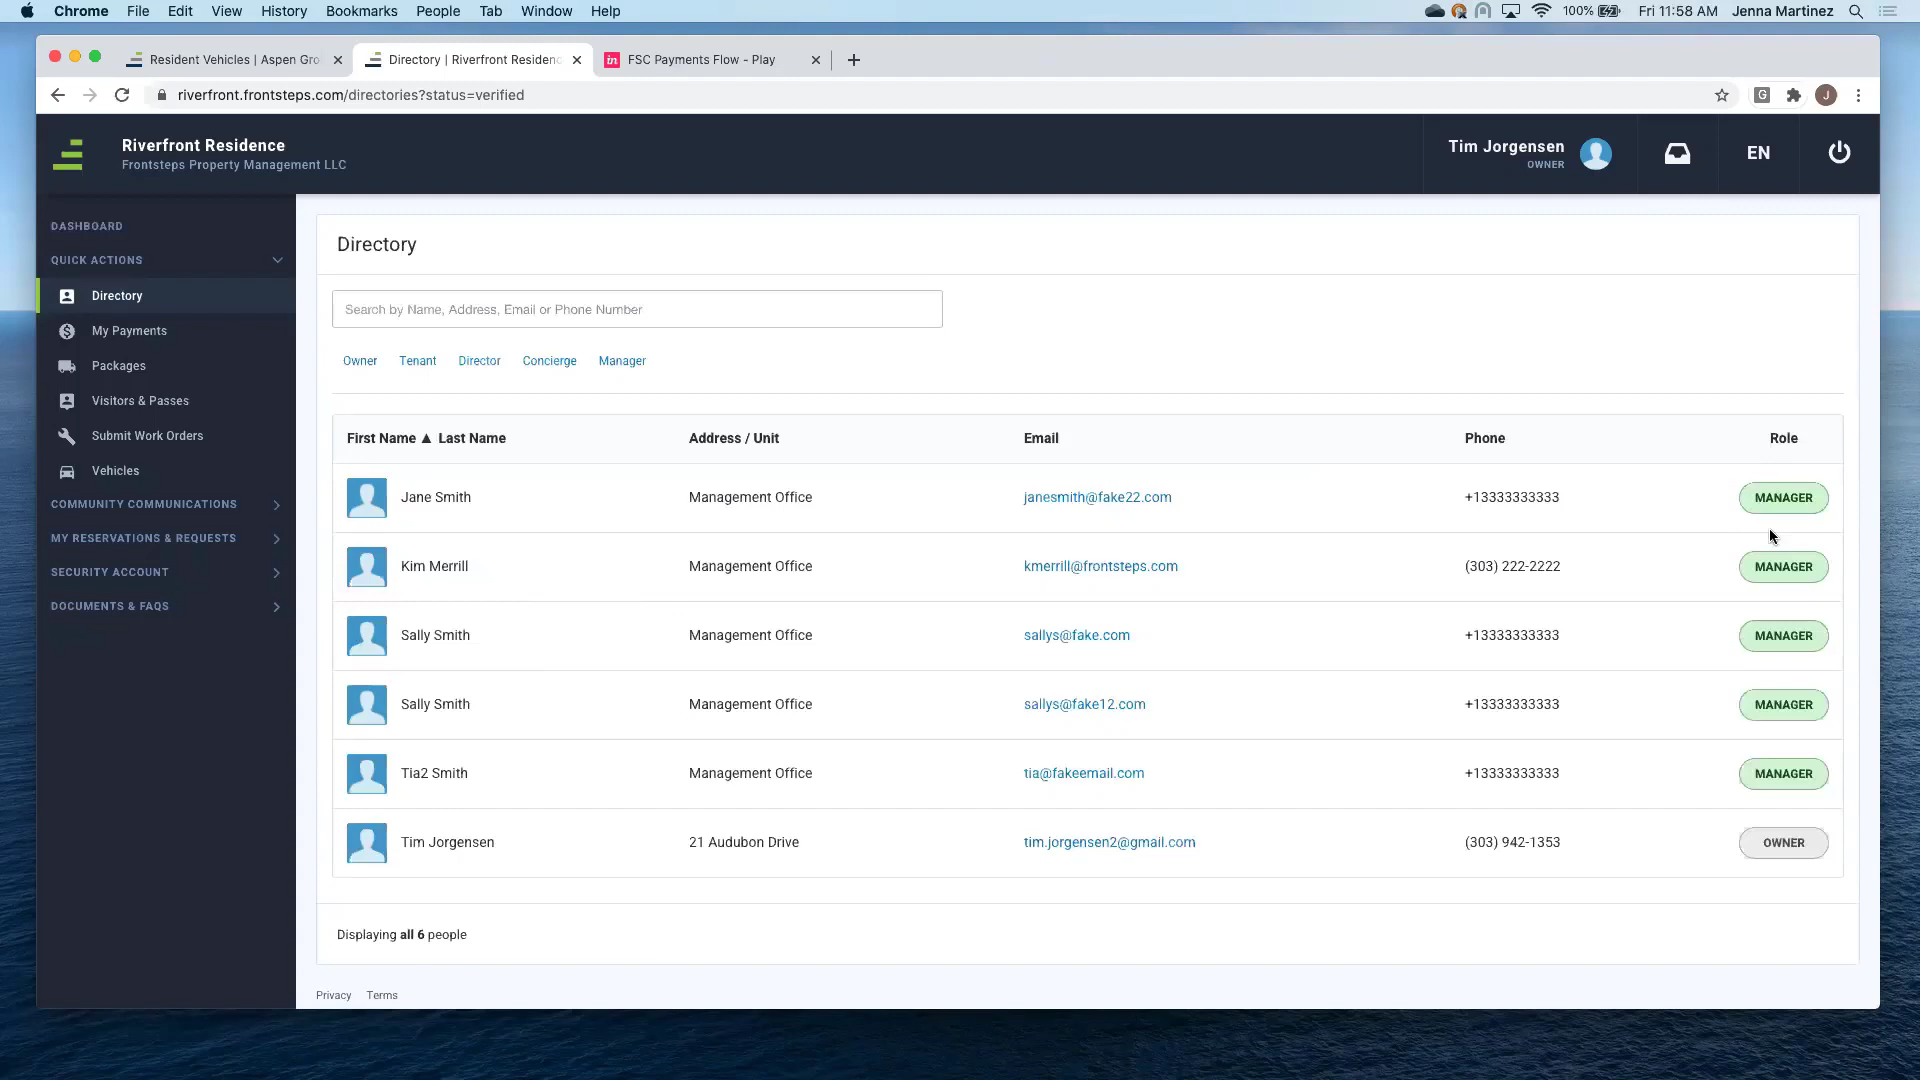 Chrome File Edit View History Bookmarks People Tab Window Help 100% Fri 11:58 AM Jenna Martinez
Resident Vehicles | Aspen Gro
Directory | Riverfront Residenc
in FSC Payments Flow - Play
riverfront.frontsteps.com/directories?status=verified
G J
Riverfront Residence
Frontsteps Property Management LLC
Tim Jorgensen
OWNER
EN
DASHBOARD
QUICK ACTIONS
Directory
My Payments
Packages
Visitors & Passes
Submit Work Orders
Vehicles
COMMUNITY COMMUNICATIONS
MY RESERVATIONS & REQUESTS
SECURITY ACCOUNT
DOCUMENTS & FAQS
Directory
Search by Name, Address, Email or Phone Number
Owner Tenant Director Concierge Manager
First Name ▲ Last Name Address / Unit Email Phone Role
Jane Smith Management Office janesmith@fake22.com +13333333333 MANAGER
Kim Merrill Management Office kmerrill@frontsteps.com (303) 222-2222 MANAGER
Sally Smith Management Office sallys@fake.com +13333333333 MANAGER
Sally Smith Management Office sallys@fake12.com +13333333333 MANAGER
Tia2 Smith Management Office tia@fakeemail.com +13333333333 MANAGER
Tim Jorgensen 21 Audubon Drive tim.jorgensen2@gmail.com (303) 942-1353 OWNER
Displaying all 6 people
Privacy Terms